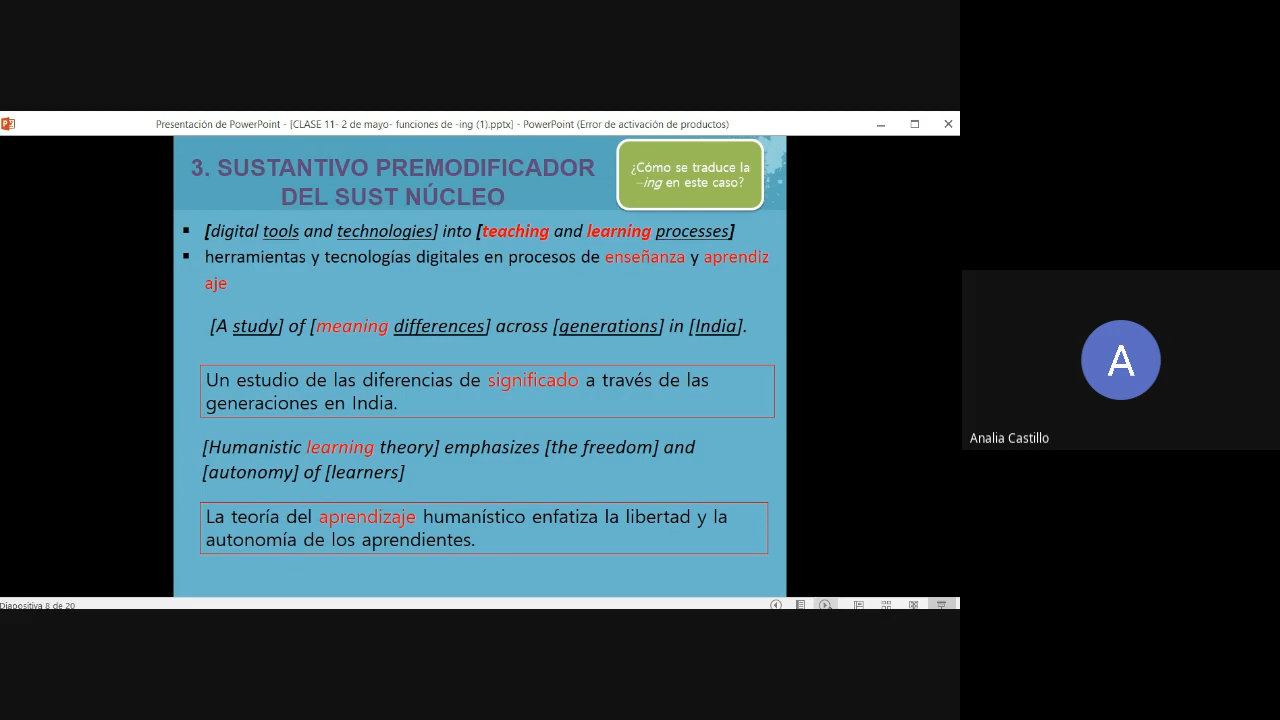 Presentación de PowerPoint - [CLASE 11- 2 de mayo- funciones de -ing (1).pptx] - PowerPoint (Error de activación de productos)
3. SUSTANTIVO PREMODIFICADOR
DEL SUST NÚCLEO
¿Cómo se traduce la
–ing en este caso?
[digital tools and technologies] into [teaching and learning processes]
herramientas y tecnologías digitales en procesos de enseñanza y aprendiz
aje
[A study] of [meaning differences] across [generations] in [India].
Un estudio de las diferencias de significado a través de las
generaciones en India.
[Humanistic learning theory] emphasizes [the freedom] and
[autonomy] of [learners]
La teoría del aprendizaje humanístico enfatiza la libertad y la
autonomía de los aprendientes.
Diapositiva 8 de 20
A
Analia Castillo